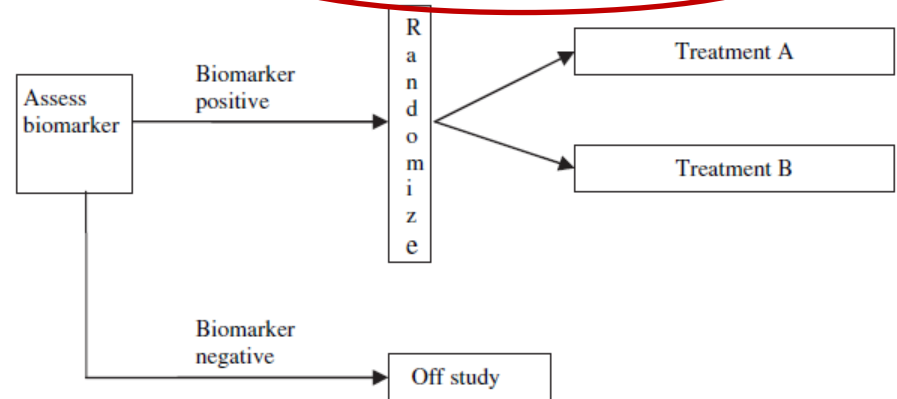 Assess
biomarker
Biomarker
positive
R
a
n
d
o
m
i
z
e
Treatment A
Treatment B
Biomarker
negative
Off study